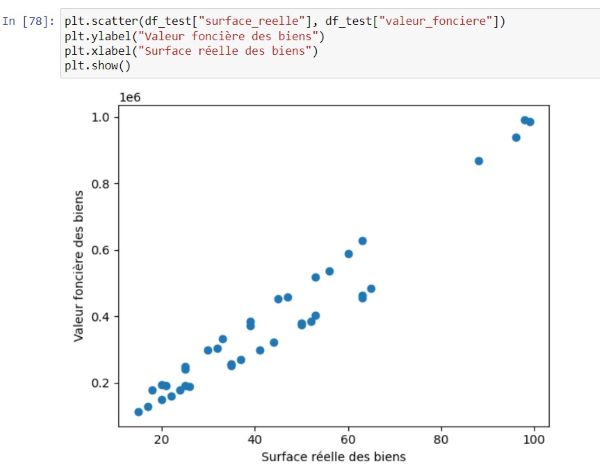 In [78]: plt.scatter(df_test["surface_reelle"], df_test["valeur_fonciere"])
plt.ylabel("Valeur foncière des biens")
plt.xlabel("Surface réelle des biens")
plt.show()
1e6
1.0
0.8
0.6
0.4
0.2
Valeur foncière des biens
20 40 60 80 100
Surface réelle des biens